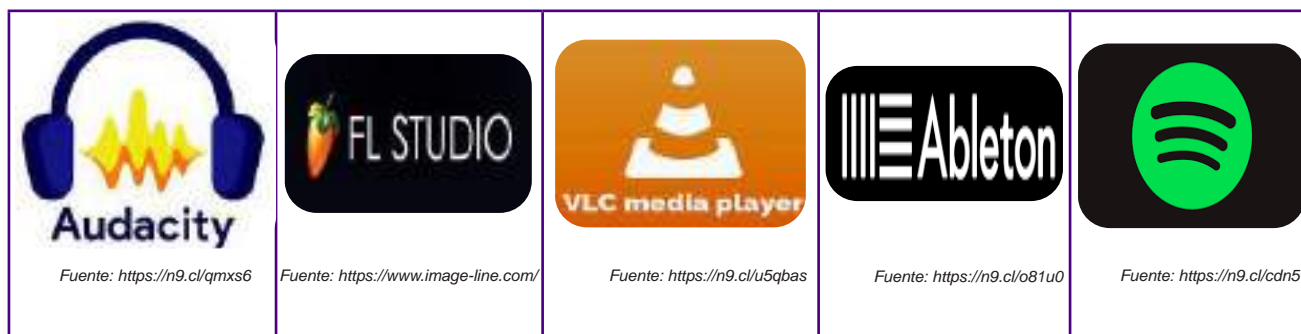 Audacity
FL STUDIO
VLC media player
Ableton
Fuente: https://n9.cl/qmxs6
Fuente: https://www.image-line.com/
Fuente: https://n9.cl/u5qbas
Fuente: https://n9.cl/o81u0
Fuente: https://n9.cl/cdn5